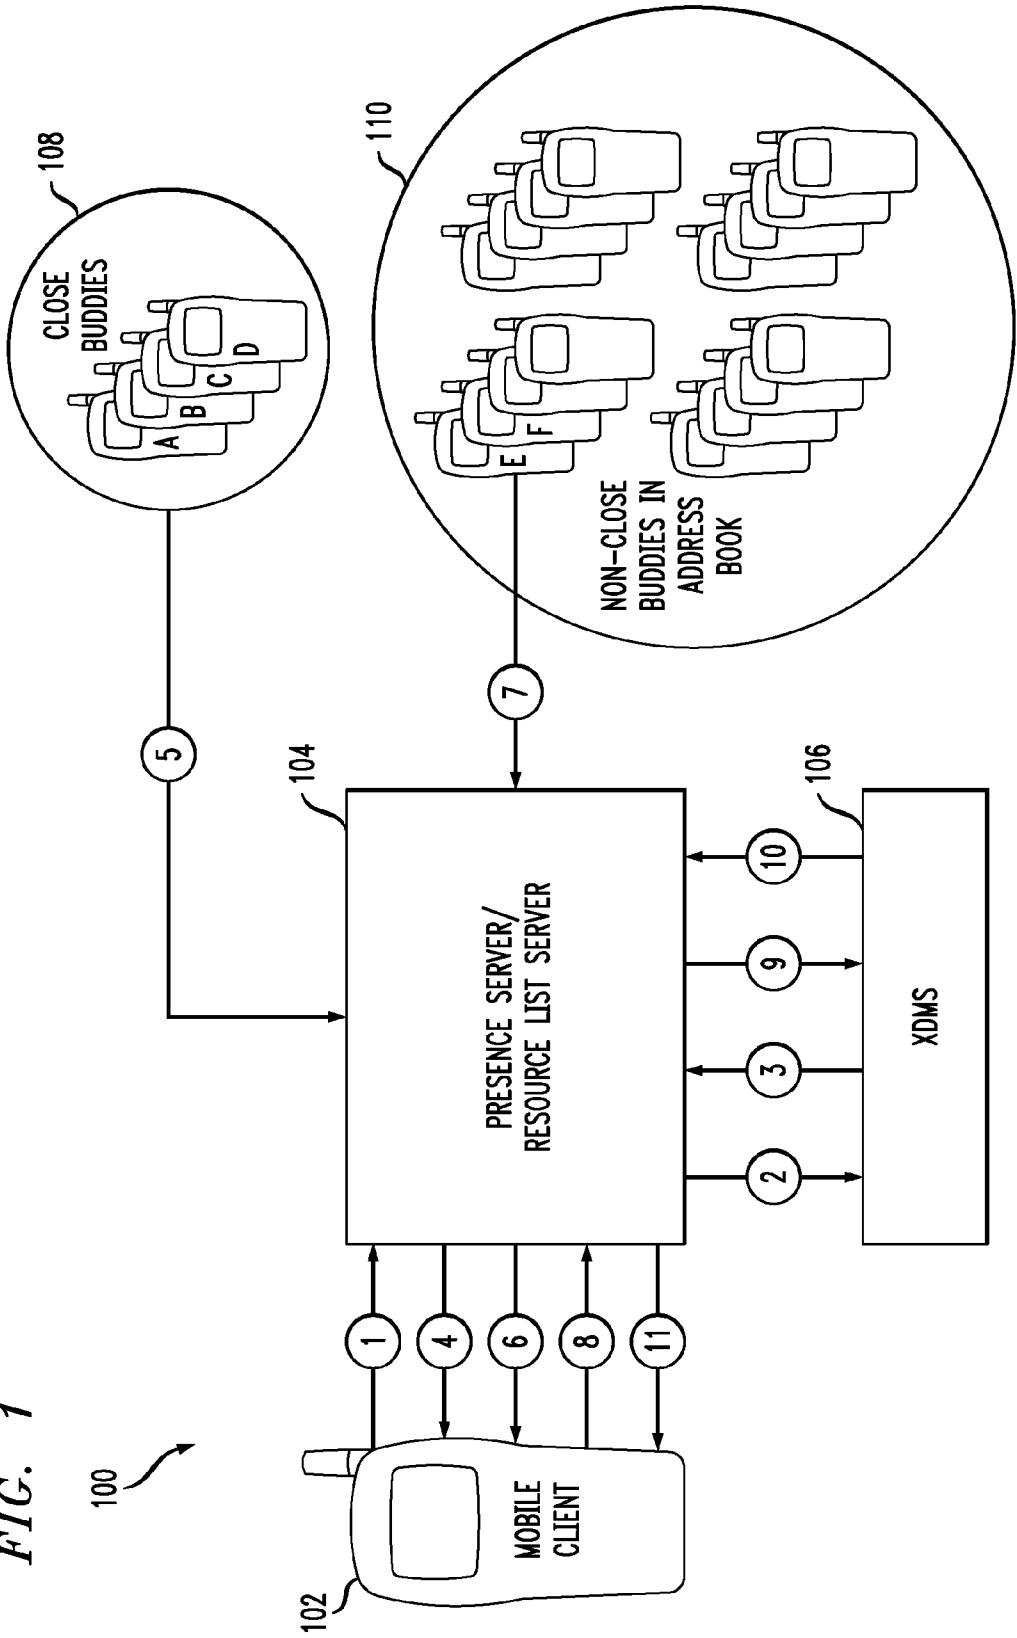 FIG. 1
100
102
MOBILE
CLIENT
1
4
6
8
11
104
PRESENCE SERVER/
RESOURCE LIST SERVER
2
3
9
10
106
XDMS
5
7
108
CLOSE
BUDDIES
A
B
C
D
110
E
F
NON-CLOSE
BUDDIES IN
ADDRESS
BOOK